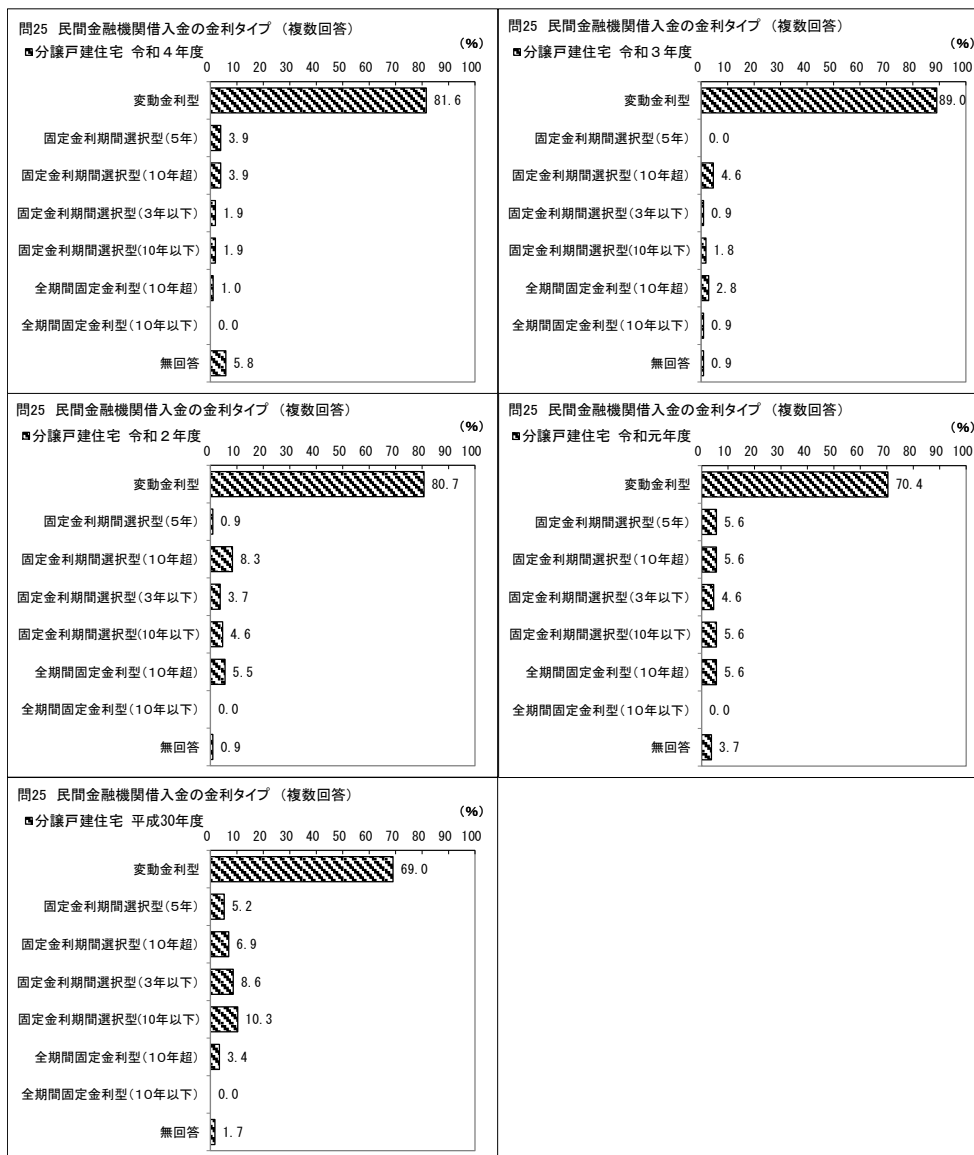 問25 民間金融機関借入金の金利タイプ (複数回答)
(%)
分譲戸建住宅 令和4年度
0 10 20 30 40 50 60 70 80 90 100
変動金利型 81.6
固定金利期間選択型(5年) 3.9
固定金利期間選択型(10年超) 3.9
固定金利期間選択型(3年以下) 1.9
固定金利期間選択型(10年以下) 1.9
全期間固定金利型(10年超) 1.0
全期間固定金利型(10年以下) 0.0
無回答 5.8
問25 民間金融機関借入金の金利タイプ (複数回答)
(%)
分譲戸建住宅 令和3年度
0 10 20 30 40 50 60 70 80 90 100
変動金利型 89.0
固定金利期間選択型(5年) 0.0
固定金利期間選択型(10年超) 4.6
固定金利期間選択型(3年以下) 0.9
固定金利期間選択型(10年以下) 1.8
全期間固定金利型(10年超) 2.8
全期間固定金利型(10年以下) 0.9
無回答 0.9
問25 民間金融機関借入金の金利タイプ (複数回答)
(%)
分譲戸建住宅 令和2年度
0 10 20 30 40 50 60 70 80 90 100
変動金利型 80.7
固定金利期間選択型(5年) 0.9
固定金利期間選択型(10年超) 8.3
固定金利期間選択型(3年以下) 3.7
固定金利期間選択型(10年以下) 4.6
全期間固定金利型(10年超) 5.5
全期間固定金利型(10年以下) 0.0
無回答 0.9
問25 民間金融機関借入金の金利タイプ (複数回答)
(%)
分譲戸建住宅 令和元年度
0 10 20 30 40 50 60 70 80 90 100
変動金利型 70.4
固定金利期間選択型(5年) 5.6
固定金利期間選択型(10年超) 5.6
固定金利期間選択型(3年以下) 4.6
固定金利期間選択型(10年以下) 5.6
全期間固定金利型(10年超) 5.6
全期間固定金利型(10年以下) 0.0
無回答 3.7
問25 民間金融機関借入金の金利タイプ (複数回答)
(%)
分譲戸建住宅 平成30年度
0 10 20 30 40 50 60 70 80 90 100
変動金利型 69.0
固定金利期間選択型(5年) 5.2
固定金利期間選択型(10年超) 6.9
固定金利期間選択型(3年以下) 8.6
固定金利期間選択型(10年以下) 10.3
全期間固定金利型(10年超) 3.4
全期間固定金利型(10年以下) 0.0
無回答 1.7